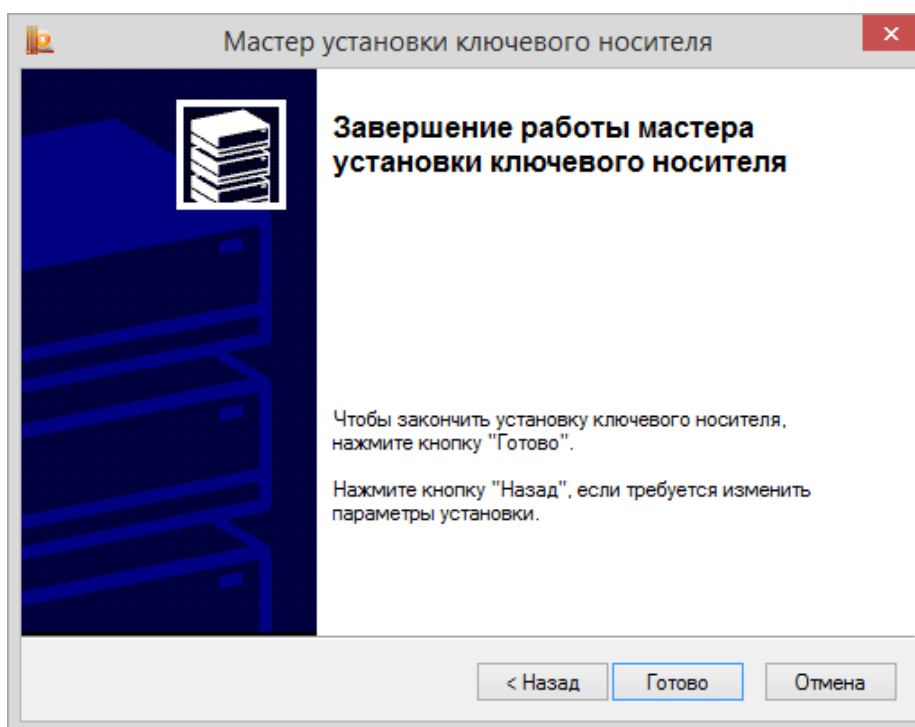 Мастер установки ключевого носителя
Завершение работы мастера
установки ключевого носителя
Чтобы закончить установку ключевого носителя,
нажмите кнопку "Готово".
Нажмите кнопку "Назад", если требуется изменить
параметры установки.
< Назад
Готово
Отмена